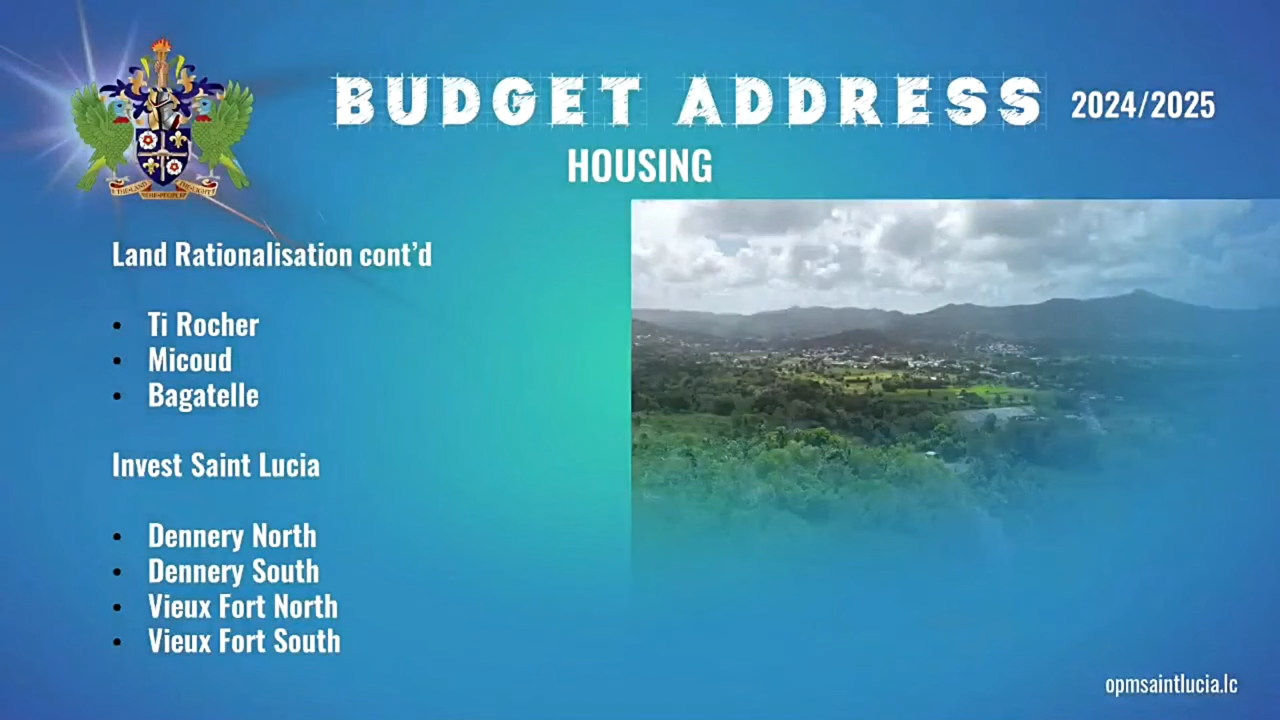 BUDGET ADDRESS 2024/2025
HOUSING
Land Rationalisation cont’d
• Ti Rocher
• Micoud
• Bagatelle
Invest Saint Lucia
• Dennery North
• Dennery South
• Vieux Fort North
• Vieux Fort South
opmsaintlucia.lc